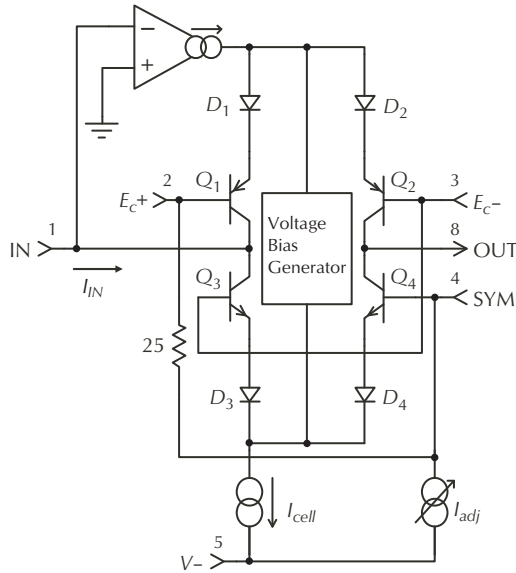 −
+
D1
D2
Q1
Q2
2
3
Ec+
Ec−
1
8
IN
OUT
Voltage
Bias
Generator
IIN
Q3
Q4
4
SYM
25
D3
D4
Icell
Iadj
5
V−